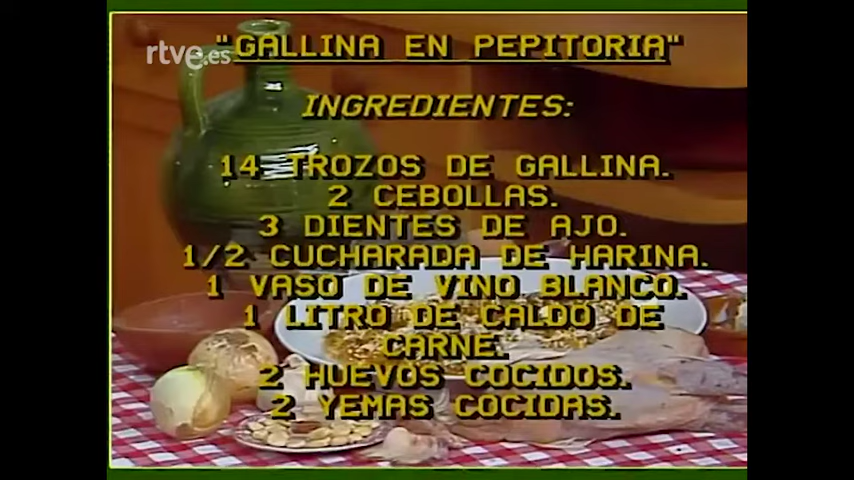 rtve.es
"GALLINA EN PEPITORIA"
INGREDIENTES:
14 TROZOS DE GALLINA.
2 CEBOLLAS.
3 DIENTES DE AJO.
1/2 CUCHARADA DE HARINA.
1 VASO DE VINO BLANCO.
1 LITRO DE CALDO DE
CARNE.
2 HUEVOS COCIDOS.
2 YEMAS COCIDAS.